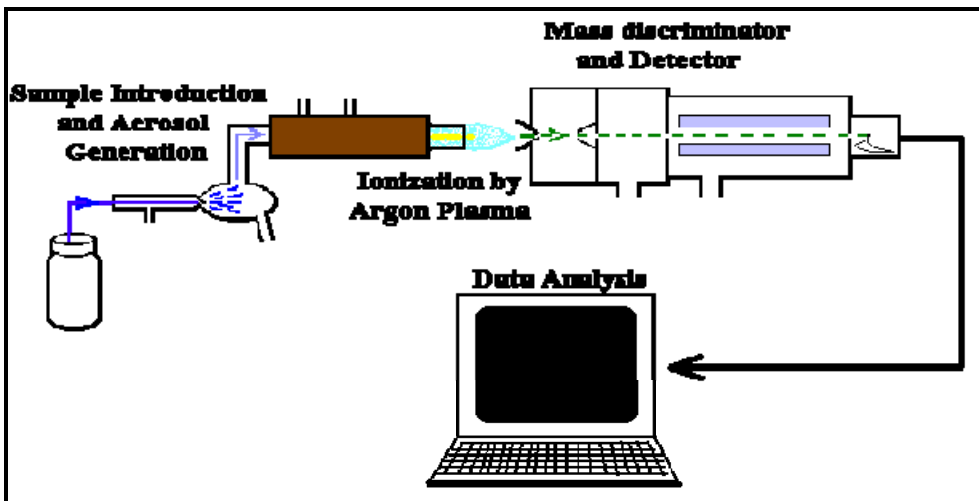 Mass discriminator
and Detector
Sample Introduction
and Aerosol
Generation
Ionization by
Argon Plasma
Data Analysis